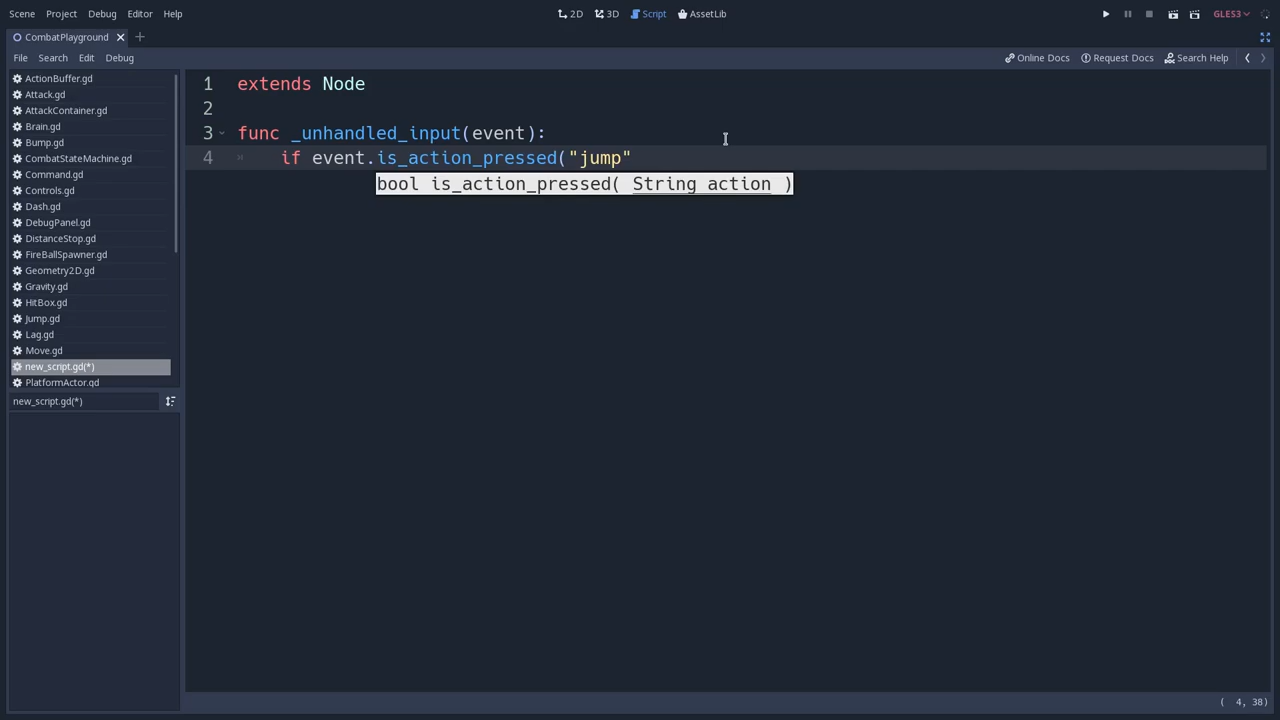 Scene Project Debug Editor Help 2D 3D Script AssetLib GLES3
CombatPlayground
File Search Edit Debug Online Docs Request Docs Search Help
ActionBuffer.gd
Attack.gd
AttackContainer.gd
Brain.gd
Bump.gd
CombatStateMachine.gd
Command.gd
Controls.gd
Dash.gd
DebugPanel.gd
DistanceStop.gd
FireBallSpawner.gd
Geometry2D.gd
Gravity.gd
HitBox.gd
Jump.gd
Lag.gd
Move.gd
new_script.gd(*)
PlatformActor.gd
new_script.gd(*)
1 extends Node
2
3 func _unhandled_input(event):
4 if event.is_action_pressed("jump"
bool is_action_pressed( String action )
( 4, 38)